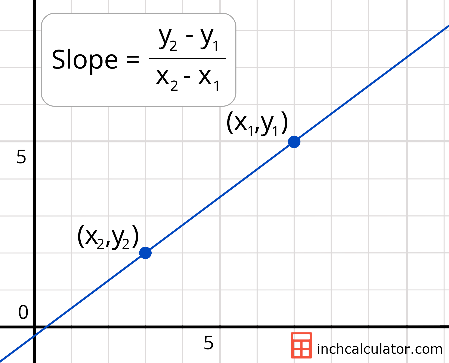 Slope = y₂ - y₁
x₂ - x₁
(x₁,y₁)
5
(x₂,y₂)
0
5
inchcalculator.com